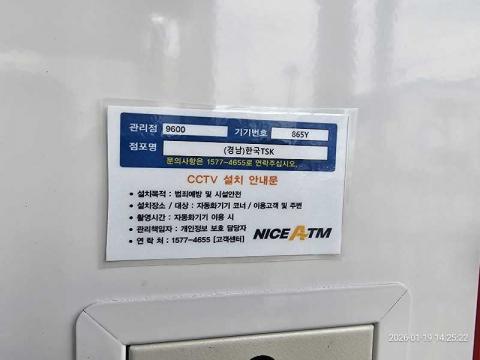 관리점 9600 기기번호 865Y
점포명 (경남)한국TSK
문의사항은 1577-4655로 연락주십시오.
CCTV 설치 안내문
• 설치목적 : 범죄예방 및 시설안전
• 설치장소 / 대상 : 자동화기기 코너 / 이용고객 및 주변
• 촬영시간 : 자동화기기 이용 시
• 관리책임자 : 개인정보 보호 담당자
• 연 락 처 : 1577-4655 [고객센터]
NICE ATM
2026-01-19 14:25:22